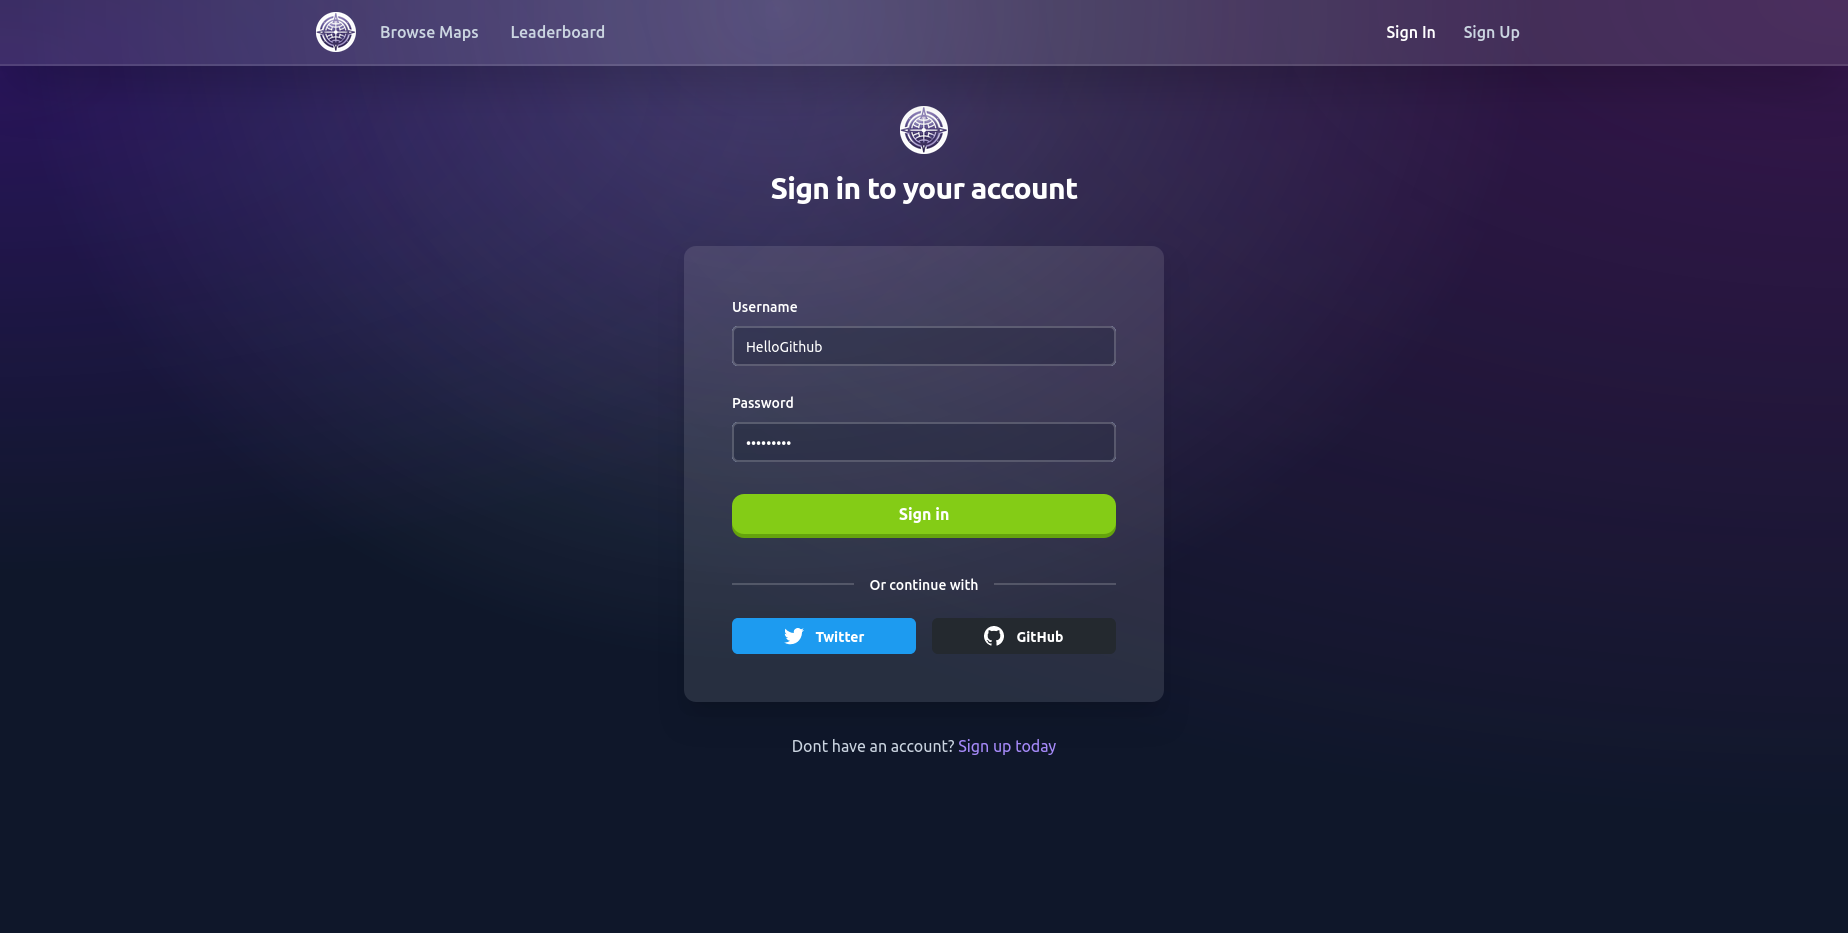 Browse Maps Leaderboard Sign In Sign Up
Sign in to your account
Username
HelloGithub
Password
•••••••••
Sign in
Or continue with
Twitter GitHub
Dont have an account? Sign up today